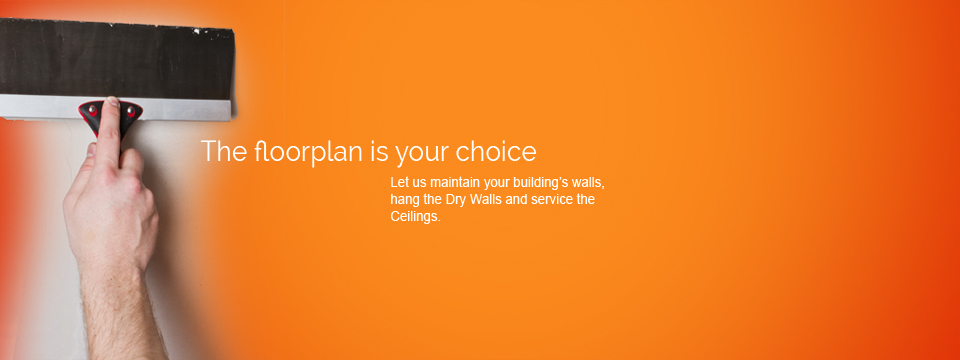 The floorplan is your choice
Let us maintain your building's walls,
hang the Dry Walls and service the
Ceilings.